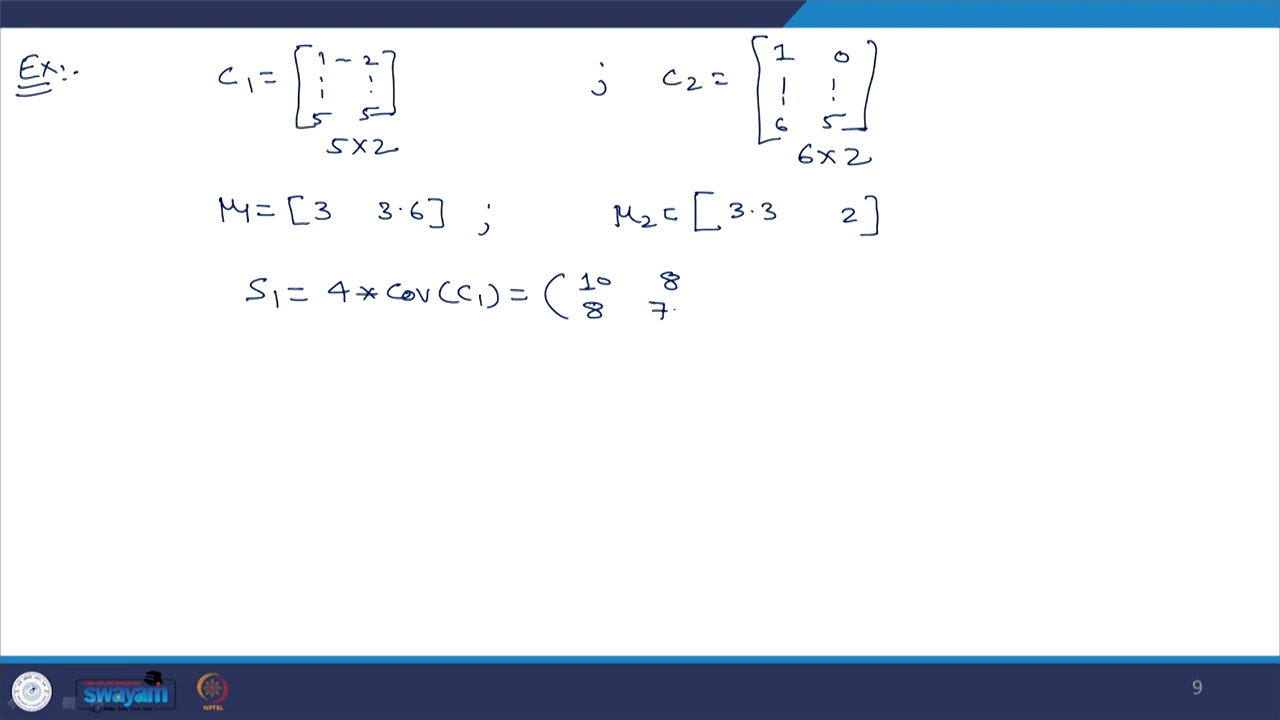 Ex:-
C1 = [ 1 – 2 ; C2 = [ 1 0
5 5 ] 6 5 ]
5×2 6×2
μ1 = [ 3 3.6 ] ; μ2 = [ 3.3 2 ]
S1 = 4 * Cov(C1) = ( 10 8
8 7.
swayam
NPTEL
9